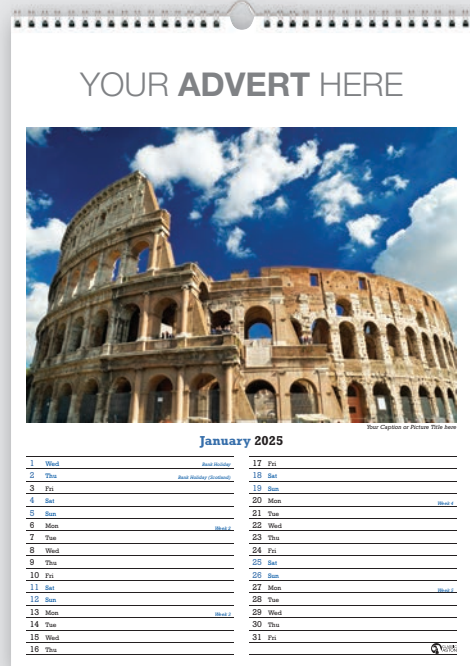 YOUR ADVERT HERE
Your Caption or Picture Title here
January 2025
1 Wed Bank Holiday
2 Thu Bank Holiday (Scotland)
3 Fri
4 Sat
5 Sun
6 Mon Week 2
7 Tue
8 Wed
9 Thu
10 Fri
11 Sat
12 Sun
13 Mon Week 3
14 Tue
15 Wed
16 Thu
17 Fri
18 Sat
19 Sun
20 Mon Week 4
21 Tue
22 Wed
23 Thu
24 Fri
25 Sat
26 Sun
27 Mon Week 5
28 Tue
29 Wed
30 Thu
31 Fri